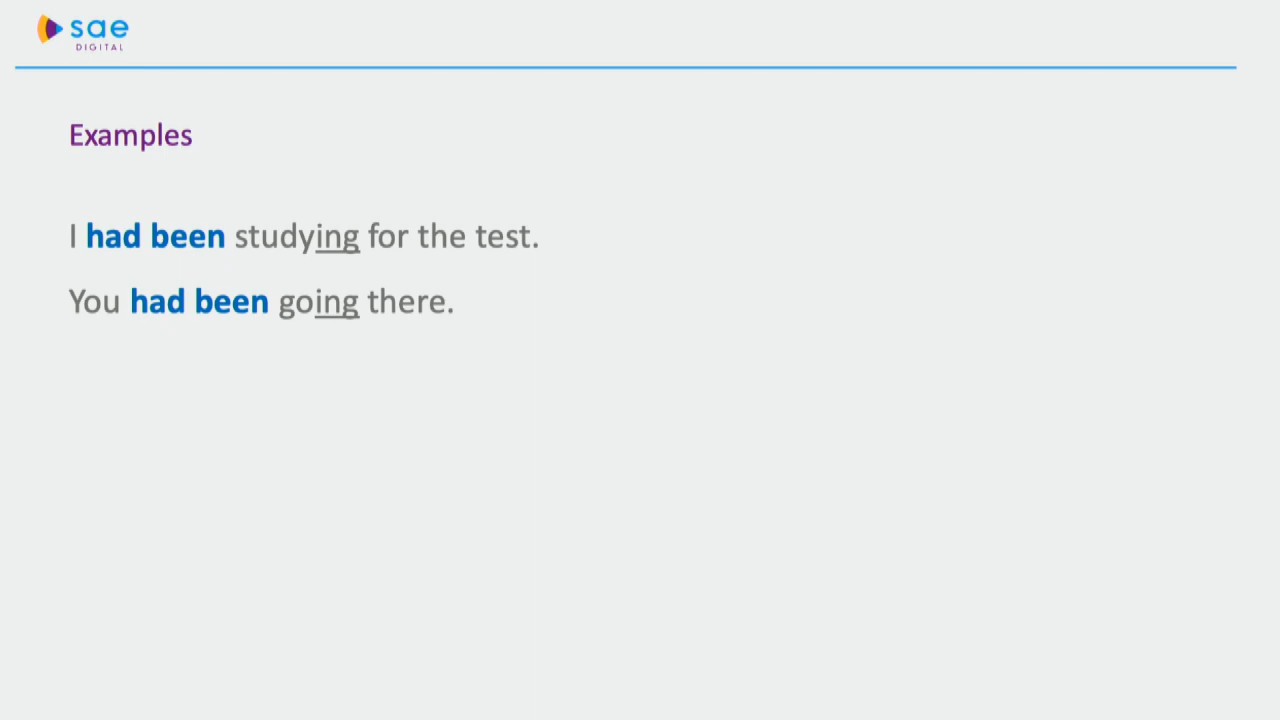 sae
DIGITAL
Examples
I had been studying for the test.
You had been going there.